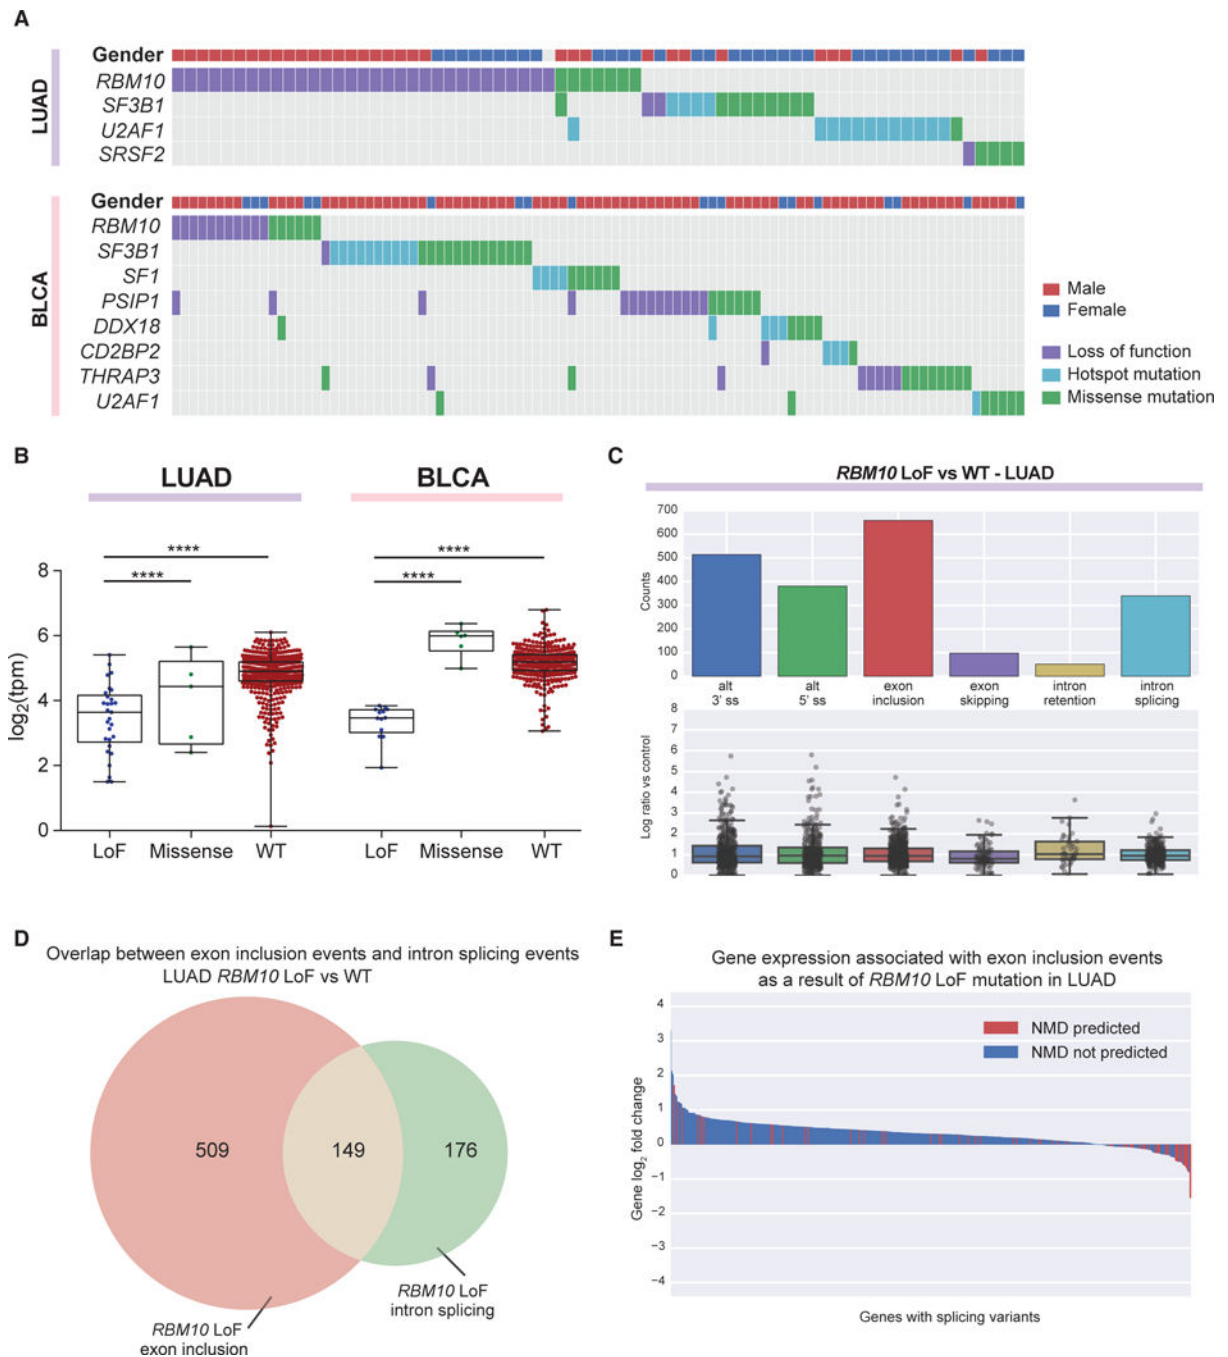 A
LUAD
Gender
RBM10
SF3B1
U2AF1
SRSF2
BLCA
Gender
RBM10
SF3B1
SF1
PSIP1
DDX18
CD2BP2
THRAP3
U2AF1
Male
Female
Loss of function
Hotspot mutation
Missense mutation
B
LUAD
BLCA
**** ****
**** ****
log2(tpm)
8
6
4
2
0
LoF Missense WT LoF Missense WT
C
RBM10 LoF vs WT - LUAD
Counts
700
600
500
400
300
200
100
0
alt 3' ss
alt 5' ss
exon inclusion
exon skipping
intron retention
intron splicing
Log ratio vs control
8
7
6
5
4
3
2
1
0
D
Overlap between exon inclusion events and intron splicing events
LUAD RBM10 LoF vs WT
509 149 176
RBM10 LoF
intron splicing
RBM10 LoF
exon inclusion
E
Gene expression associated with exon inclusion events
as a result of RBM10 LoF mutation in LUAD
NMD predicted
NMD not predicted
Gene log2 fold change
4
3
2
1
0
−1
−2
−3
−4
Genes with splicing variants